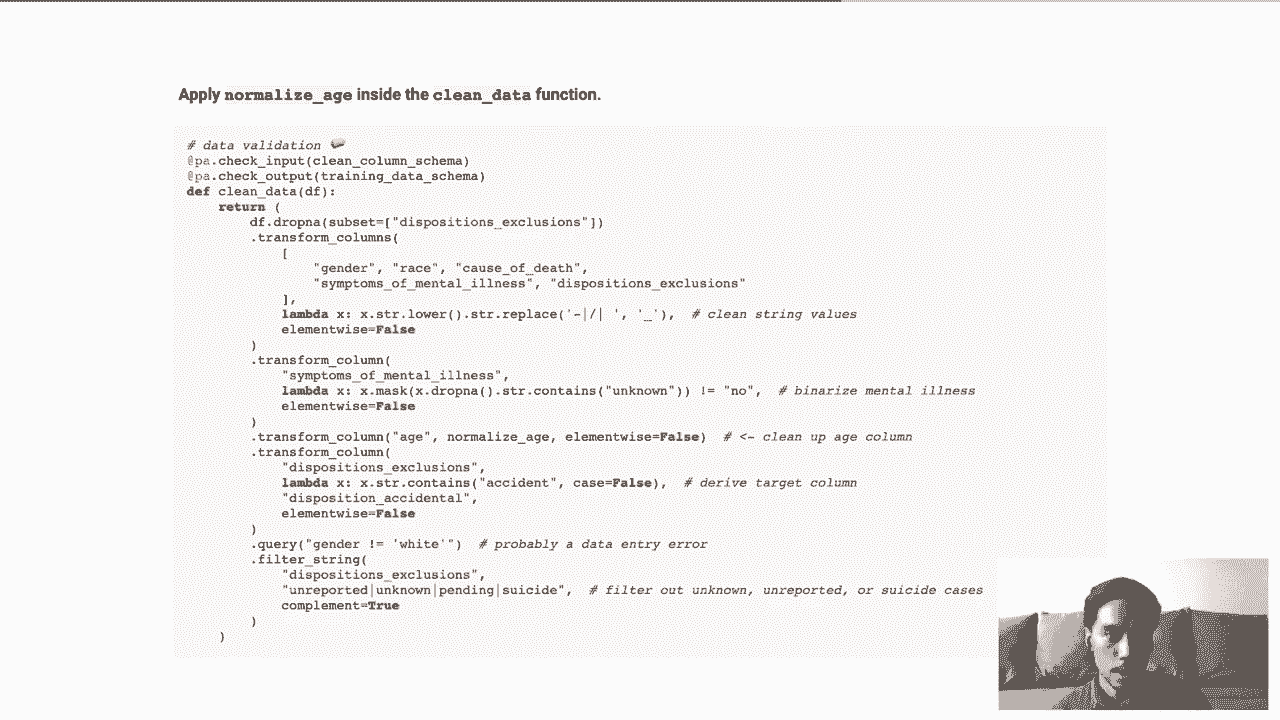 Apply normalize_age inside the clean_data function.
# data validation
@pa.check_input(clean_column_schema)
@pa.check_output(training_data_schema)
def clean_data(df):
    return (
        df.dropna(subset=["dispositions_exclusions"])
        .transform_columns(
            [
                "gender", "race", "cause_of_death",
                "symptoms_of_mental_illness", "dispositions_exclusions"
            ],
            lambda x: x.str.lower().str.replace('-|/| ', '_'),  # clean string values
            elementwise=False
        )
        .transform_column(
            "symptoms_of_mental_illness",
            lambda x: x.mask(x.dropna().str.contains("unknown")) != "no",  # binarize mental illness
            elementwise=False
        )
        .transform_column("age", normalize_age, elementwise=False)  # <- clean up age column
        .transform_column(
            "dispositions_exclusions",
            lambda x: x.str.contains("accident", case=False),  # derive target column
            "disposition_accidental",
            elementwise=False
        )
        .query("gender != 'white'")  # probably a data entry error
        .filter_string(
            "dispositions_exclusions",
            "unreported|unknown|pending|suicide",  # filter out unknown, unreported, or suicide cases
            complement=True
        )
    )